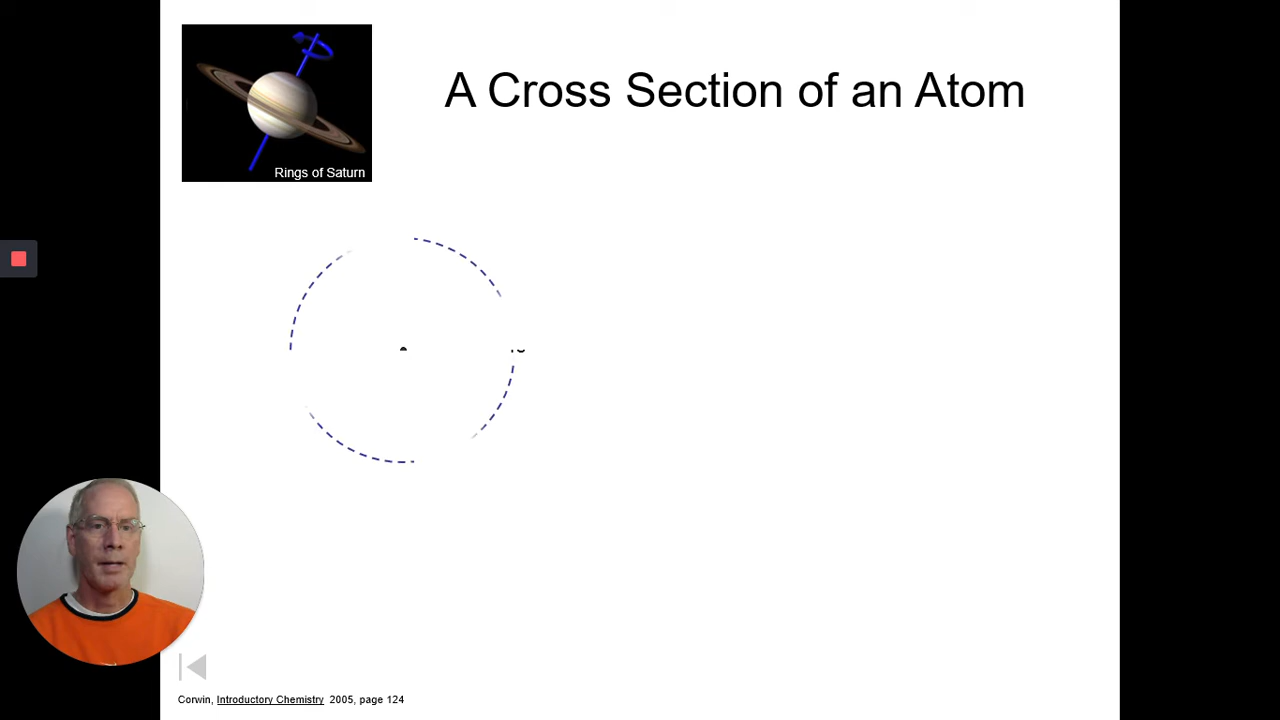 A Cross Section of an Atom
Rings of Saturn
Corwin, Introductory Chemistry 2005, page 124